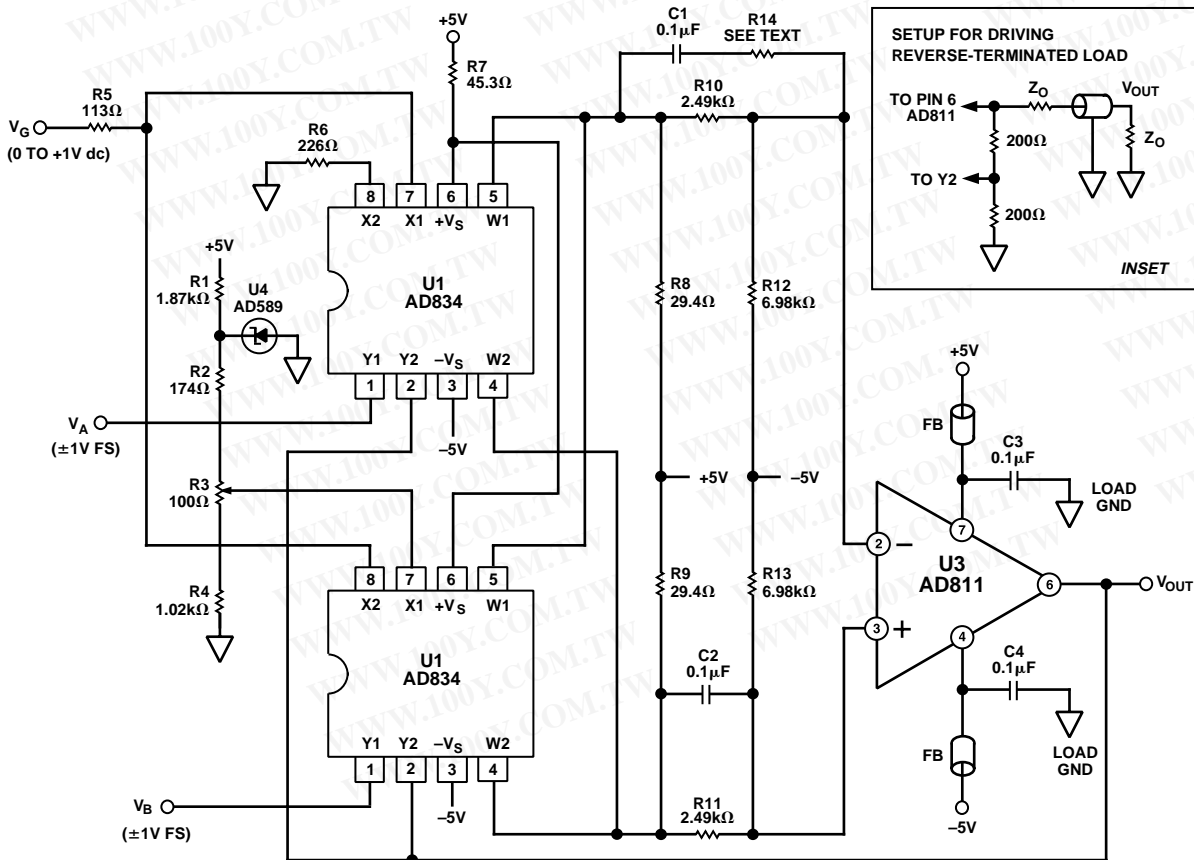 +5V
C1
0.1µF
R14
SEE TEXT
R7
45.3Ω
R10
2.49kΩ
R5
113Ω
VG
(0 TO +1V dc)
R6
226Ω
8 7 6 5
X2 X1 +VS W1
U1
AD834
Y1 Y2 –VS W2
1 2 3 4
–5V
+5V
R1
1.87kΩ
U4
AD589
R2
174Ω
VA
(±1V FS)
R3
100Ω
R4
1.02kΩ
8 7 6 5
X2 X1 +VS W1
U1
AD834
Y1 Y2 –VS W2
1 2 3 4
–5V
VB
(±1V FS)
R8
29.4Ω
R12
6.98kΩ
+5V
–5V
R9
29.4Ω
R13
6.98kΩ
C2
0.1µF
R11
2.49kΩ
SETUP FOR DRIVING
REVERSE-TERMINATED LOAD
TO PIN 6
AD811
ZO
VOUT
200Ω
ZO
TO Y2
200Ω
INSET
+5V
FB
C3
0.1µF
LOAD
GND
7
2 –
U3
AD811
6
VOUT
3 +
4
C4
0.1µF
LOAD
GND
FB
–5V
WWW.100Y.COM.TW